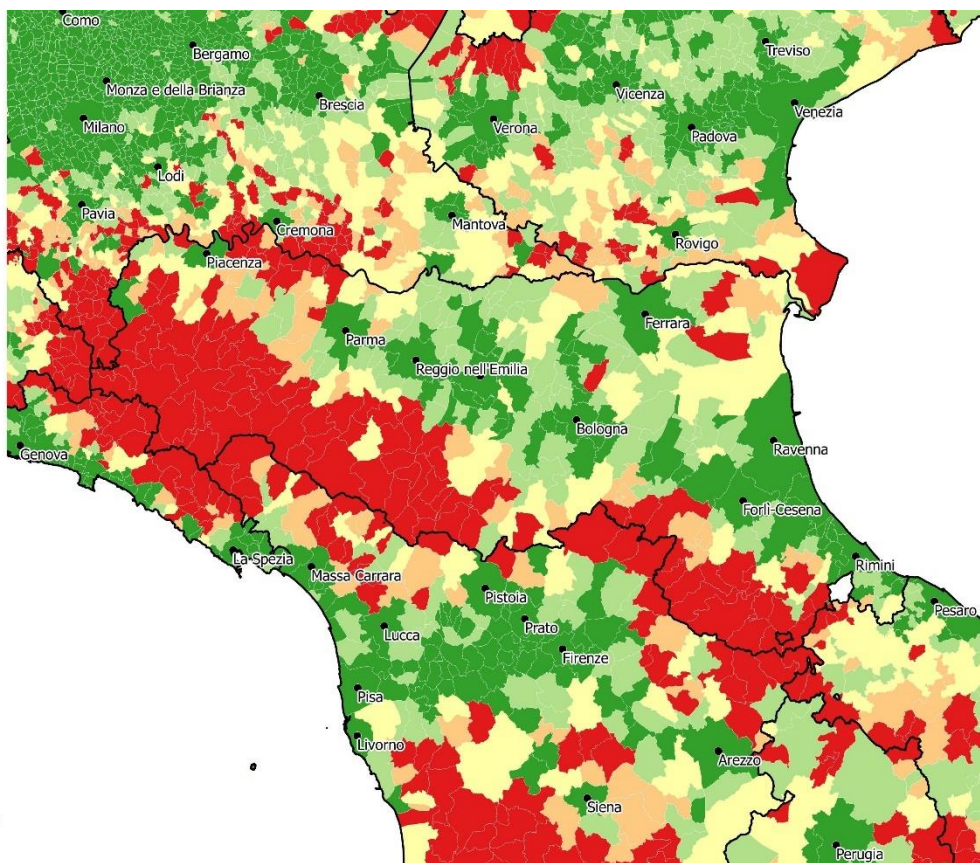 Como
Bergamo
Treviso
Monza e della Brianza
Brescia
Vicenza
Venezia
Milano
Verona
Padova
Lodi
Pavia
Cremona
Mantova
Rovigo
Piacenza
Ferrara
Parma
Reggio nell'Emilia
Bologna
Ravenna
Genova
Forlì-Cesena
La Spezia
Rimini
Massa Carrara
Pistoia
Pesaro
Prato
Lucca
Firenze
Pisa
Livorno
Arezzo
Siena
Perugia